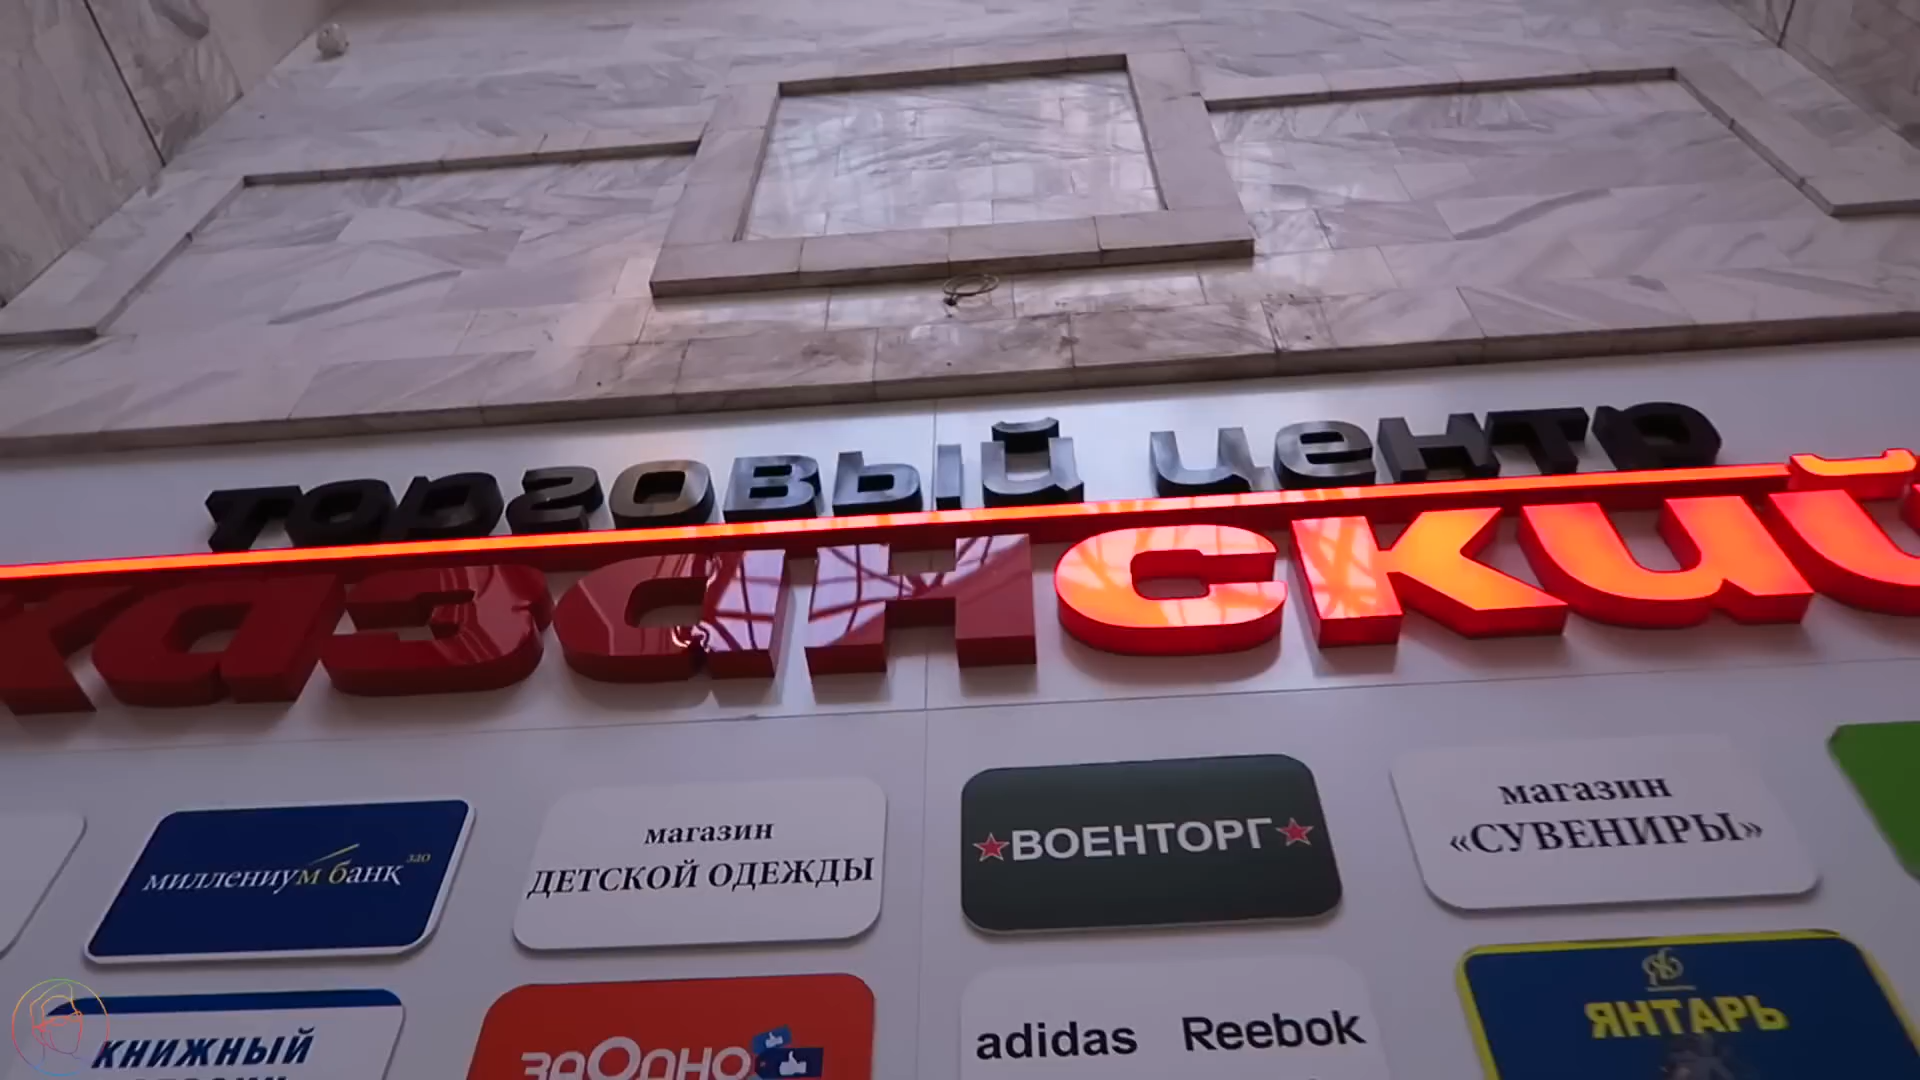 торговый центр
казанский
миллениум банк
ЗАО
магазин
ДЕТСКОЙ ОДЕЖДЫ
ВОЕНТОРГ
магазин
«СУВЕНИРЫ»
КНИЖНЫЙ
заодно
adidas Reebok
ЯНТАРЬ